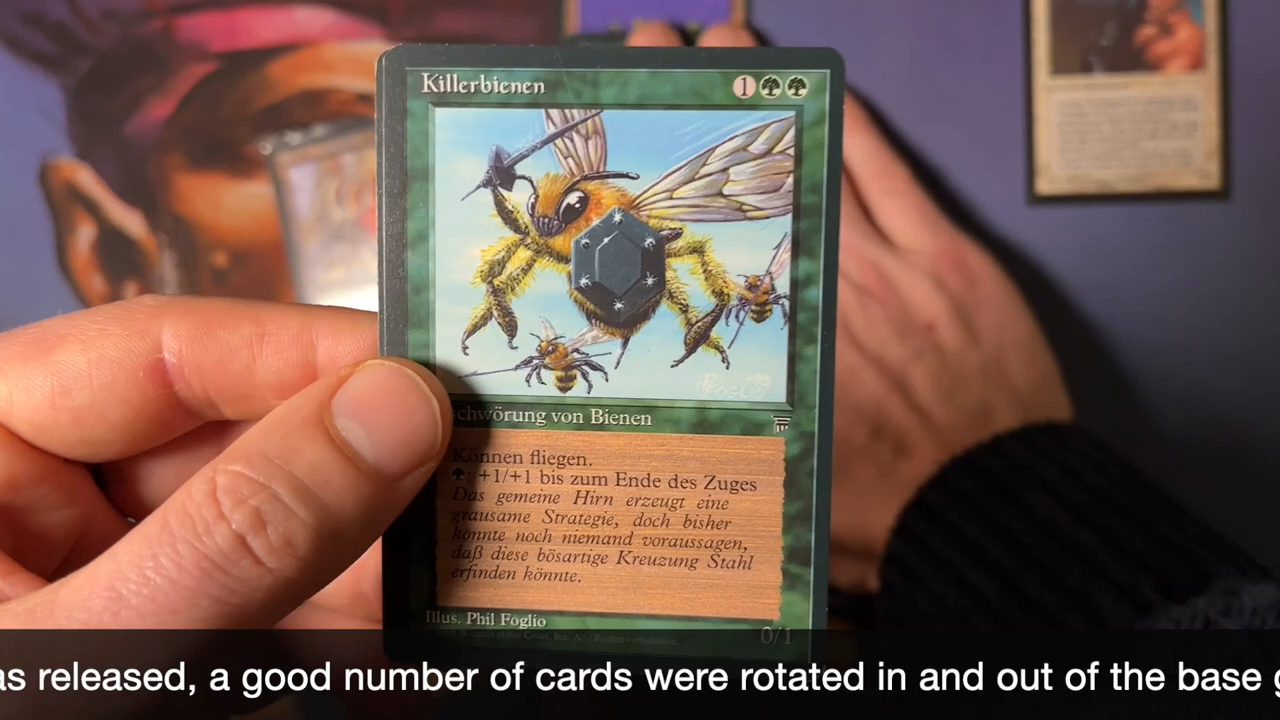 Killerbienen
1
FOGLIO
chwörung von Bienen
Können fliegen.
: +1/+1 bis zum Ende des Zuges
Das gemeine Hirn erzeugt eine
grausame Strategie, doch bisher
konnte noch niemand voraussagen,
daß diese bösartige Kreuzung Stahl
erfinden könnte.
Illus. Phil Foglio
0/1
as released, a good number of cards were rotated in and out of the base g